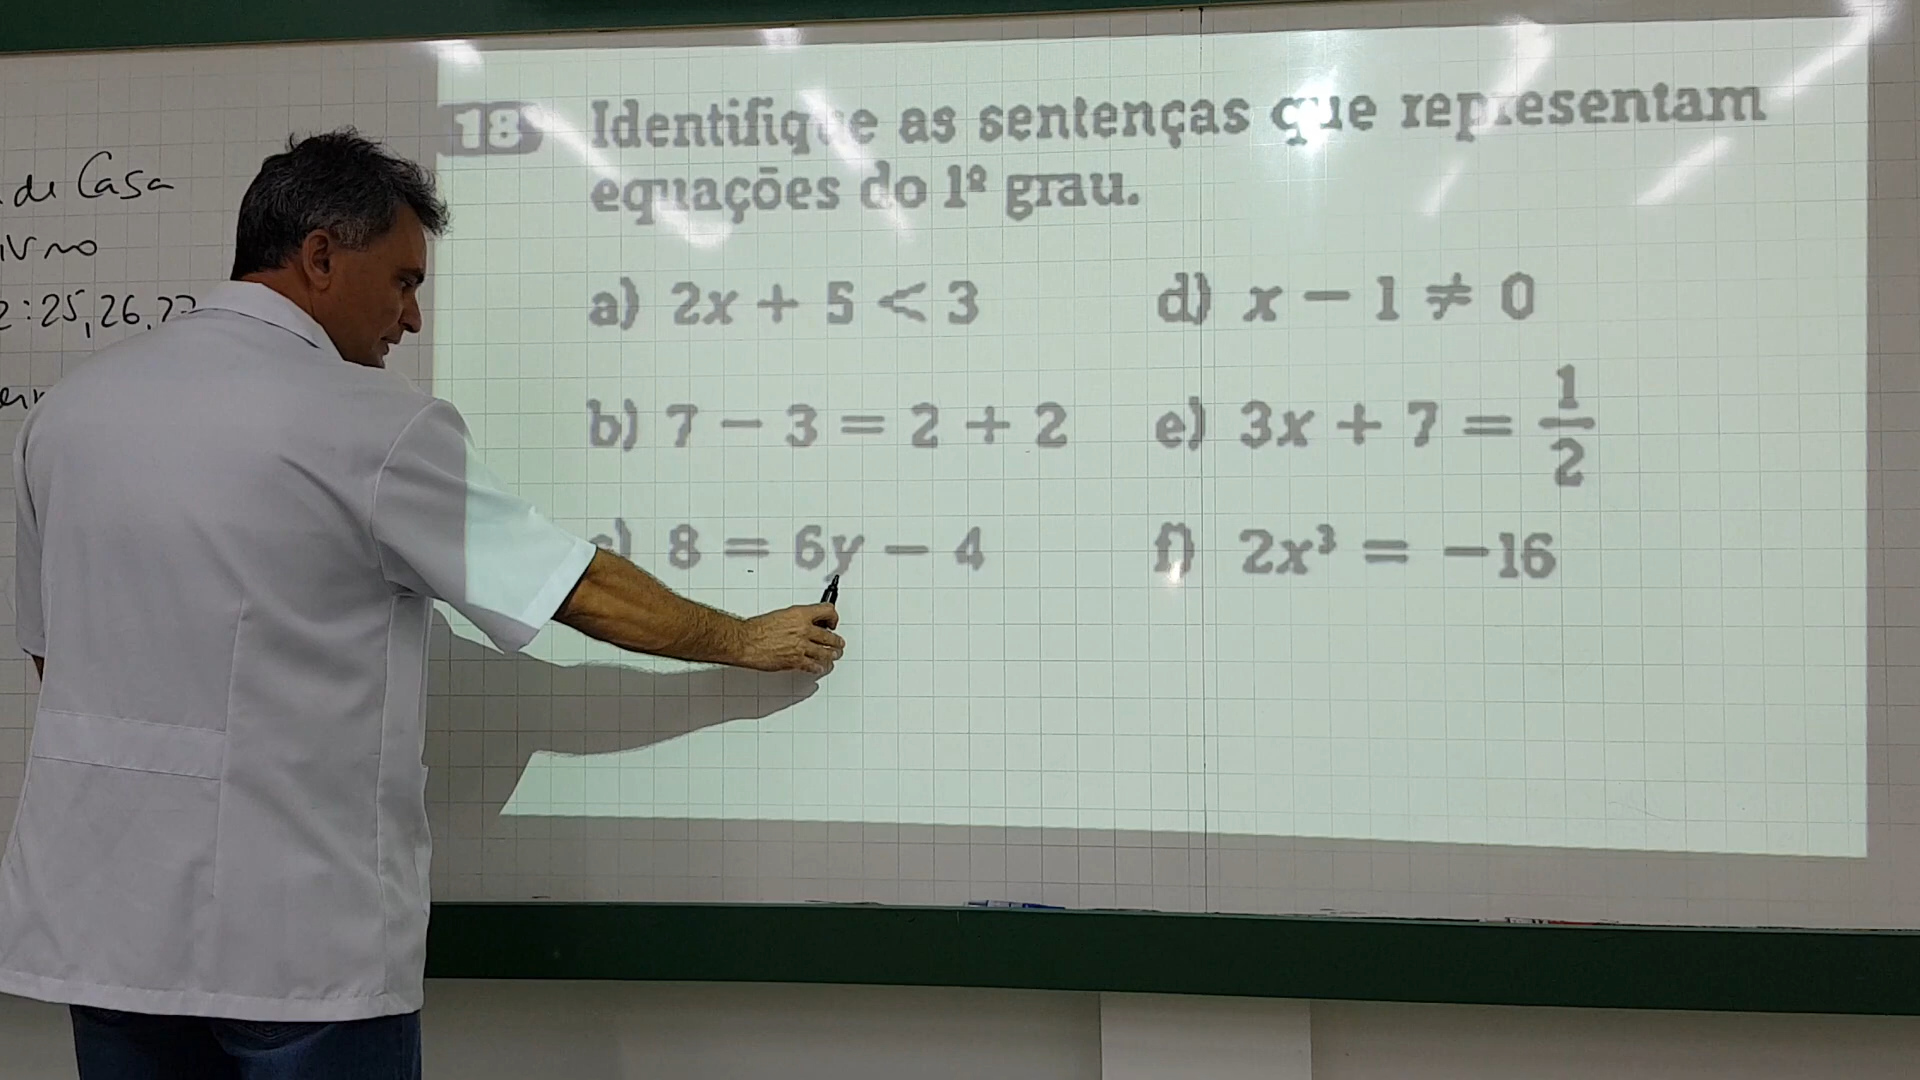 de Casa
2:25,26,27
18 Identifique as sentenças que representam
equações do 1º grau.
a) 2x + 5 < 3
d) x − 1 ≠ 0
b) 7 − 3 = 2 + 2
e) 3x + 7 = 1/2
c) 8 = 6y − 4
f) 2x³ = −16